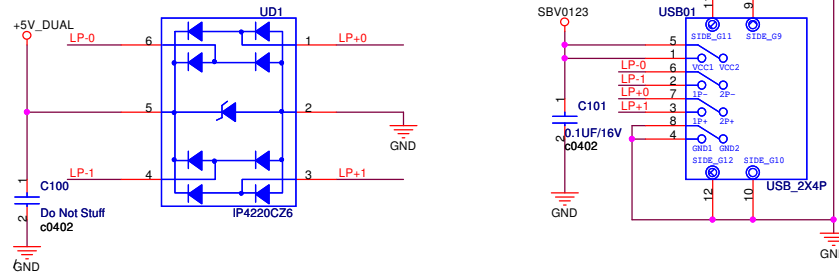 +5V_DUAL
LP-0
6
UD1
1
LP+0
5
2
GND
LP-1
4
3
LP+1
IP4220CZ6
1
C100
Do Not Stuff
2
c0402
GND
SBV0123
USB01
11
9
SIDE_G11
SIDE_G9
5
1
VCC1
VCC2
LP-0
6
LP-1
2
1P-
2P-
LP+0
7
LP+1
3
1P+
2P+
8
4
GND1
GND2
1
C101
0.1UF/16V
2
c0402
GND
SIDE_G12
SIDE_G10
USB_2X4P
12
10